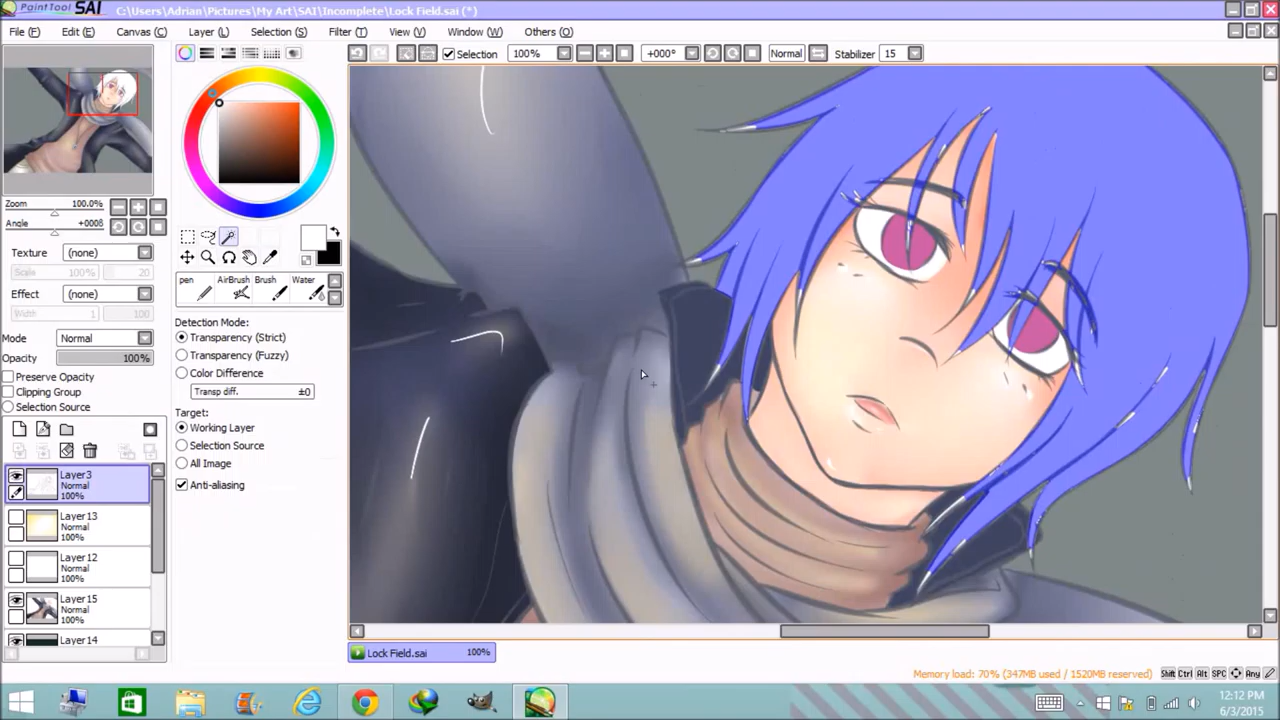 PaintTool SAI C:\Users\Adrian\Pictures\My Art\SAI\Incomplete\Lock Field.sai (*)
File (F) Edit (E) Canvas (C) Layer (L) Selection (S) Filter (T) View (V) Window (W) Others (O)
Selection 100% +000° Normal Stabilizer 15
Zoom 100.0%
Angle +000δ
Texture (none)
Scale 100% 20
Effect (none)
Width 1 100
Mode Normal
Opacity 100%
Preserve Opacity
Clipping Group
Selection Source
Layer3
Normal
100%
Layer 13
Normal
100%
Layer 12
Normal
100%
Layer 15
Normal
100%
Layer 14
pen AirBrush Brush Water
Detection Mode:
Transparency (Strict)
Transparency (Fuzzy)
Color Difference
Transp diff. ±0
Target:
Working Layer
Selection Source
All Image
Anti-aliasing
Lock Field.sai 100%
Memory load: 70% (347MB used / 1520MB reserved) Shift Ctrl Alt SPC Any
12:12 PM
6/3/2015